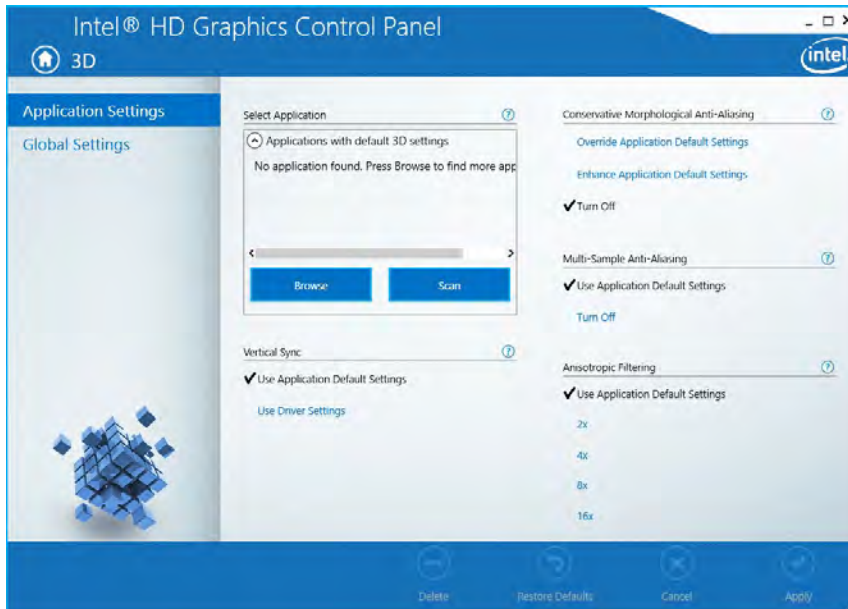 Intel® HD Graphics Control Panel
3D
intel
Application Settings
Global Settings
Select Application
Applications with default 3D settings
No application found. Press Browse to find more app
Browse
Scan
Vertical Sync
Use Application Default Settings
Use Driver Settings
Conservative Morphological Anti-Aliasing
Override Application Default Settings
Enhance Application Default Settings
Turn Off
Multi-Sample Anti-Aliasing
Use Application Default Settings
Turn Off
Anisotropic Filtering
Use Application Default Settings
2x
4x
8x
16x
Delete
Restore Defaults
Cancel
Apply